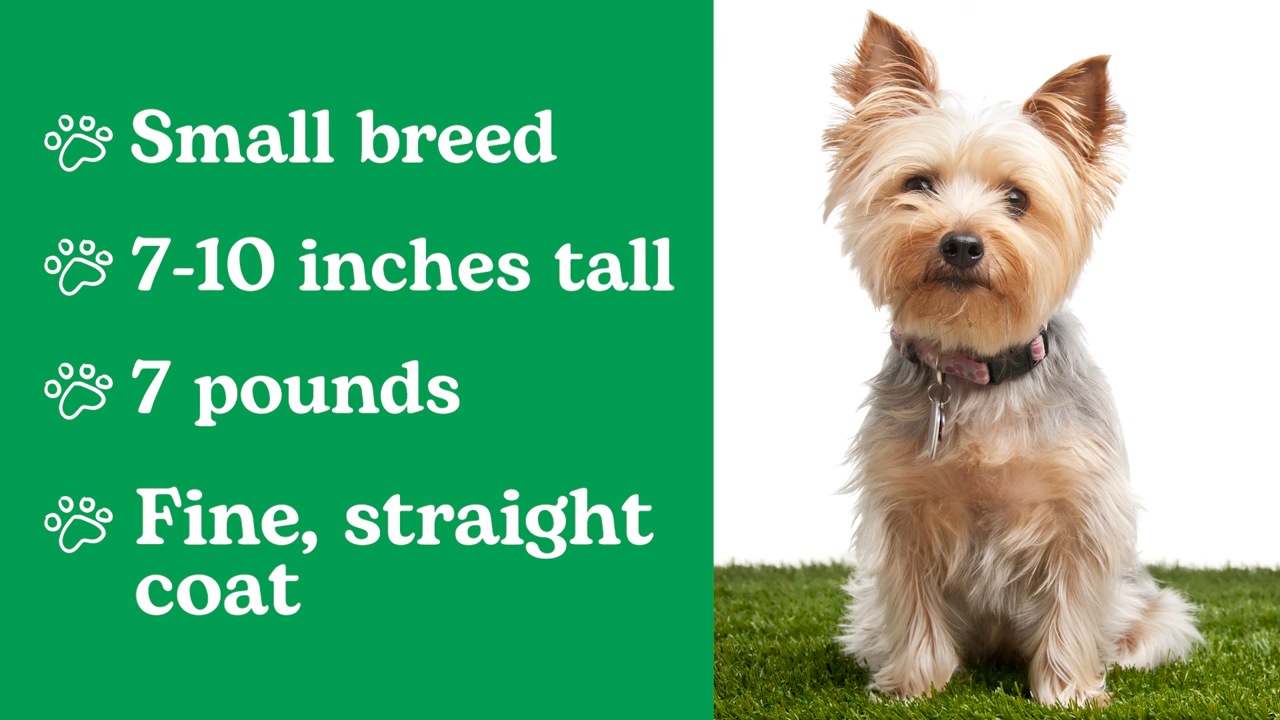 Small breed
7-10 inches tall
7 pounds
Fine, straight
coat